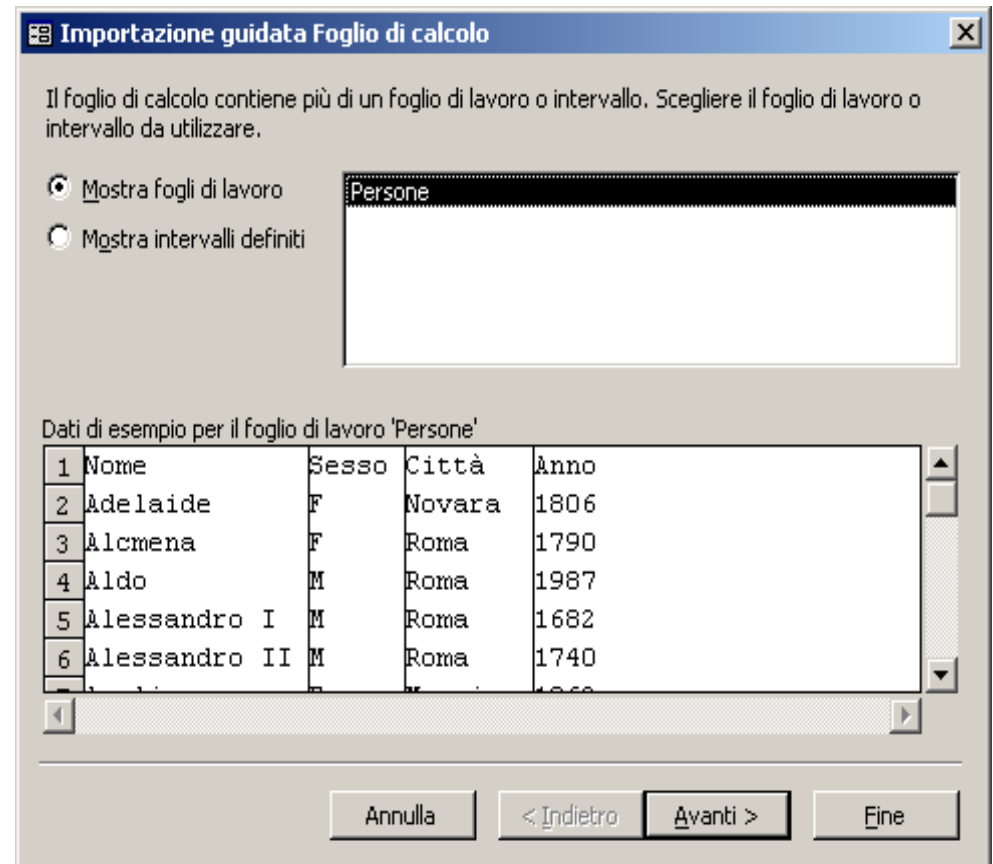 Importazione guidata Foglio di calcolo
Il foglio di calcolo contiene più di un foglio di lavoro o intervallo. Scegliere il foglio di lavoro o
intervallo da utilizzare.
Mostra fogli di lavoro
Persone
Mostra intervalli definiti
Dati di esempio per il foglio di lavoro 'Persone'
1 Nome Sesso Città Anno
2 Adelaide F Novara 1806
3 Alcmena F Roma 1790
4 Aldo M Roma 1987
5 Alessandro I M Roma 1682
6 Alessandro II M Roma 1740
Annulla < Indietro Avanti > Fine